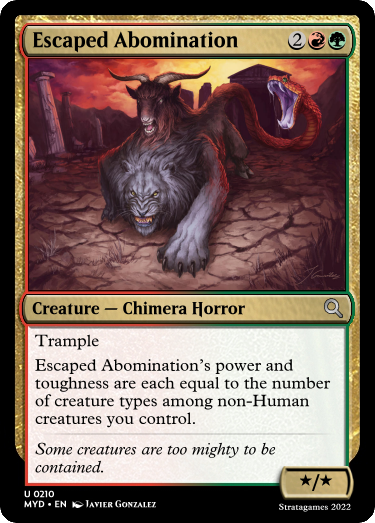 Escaped Abomination 2
Creature — Chimera Horror
Trample
Escaped Abomination's power and
toughness are each equal to the number
of creature types among non-Human
creatures you control.
Some creatures are too mighty to be
contained.
★/★
U 0210
MYD • EN Javier Gonzalez
Stratagames 2022